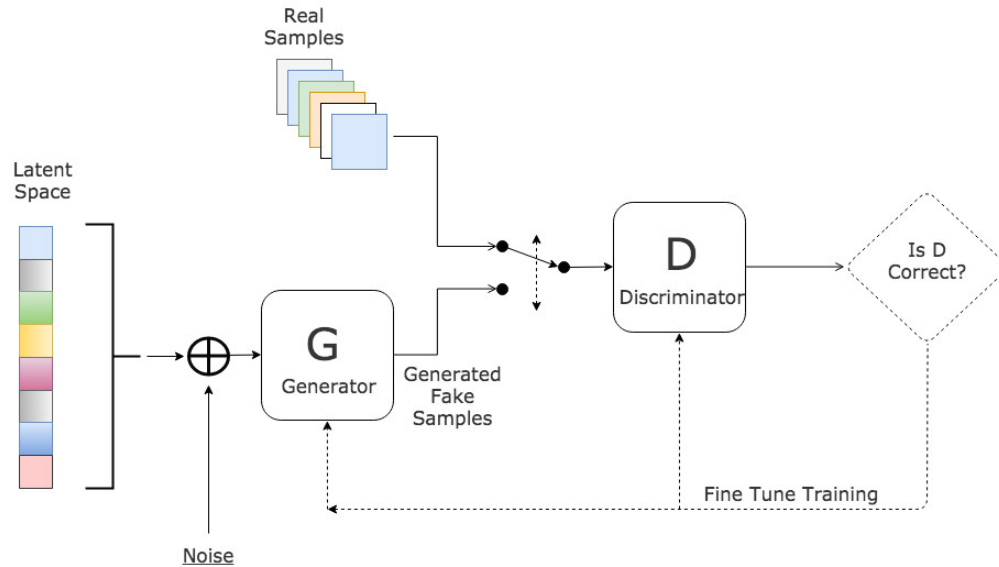 Real
Samples
Latent
Space
Is D
Correct?
D
Discriminator
G
Generator
Generated
Fake
Samples
Fine Tune Training
Noise